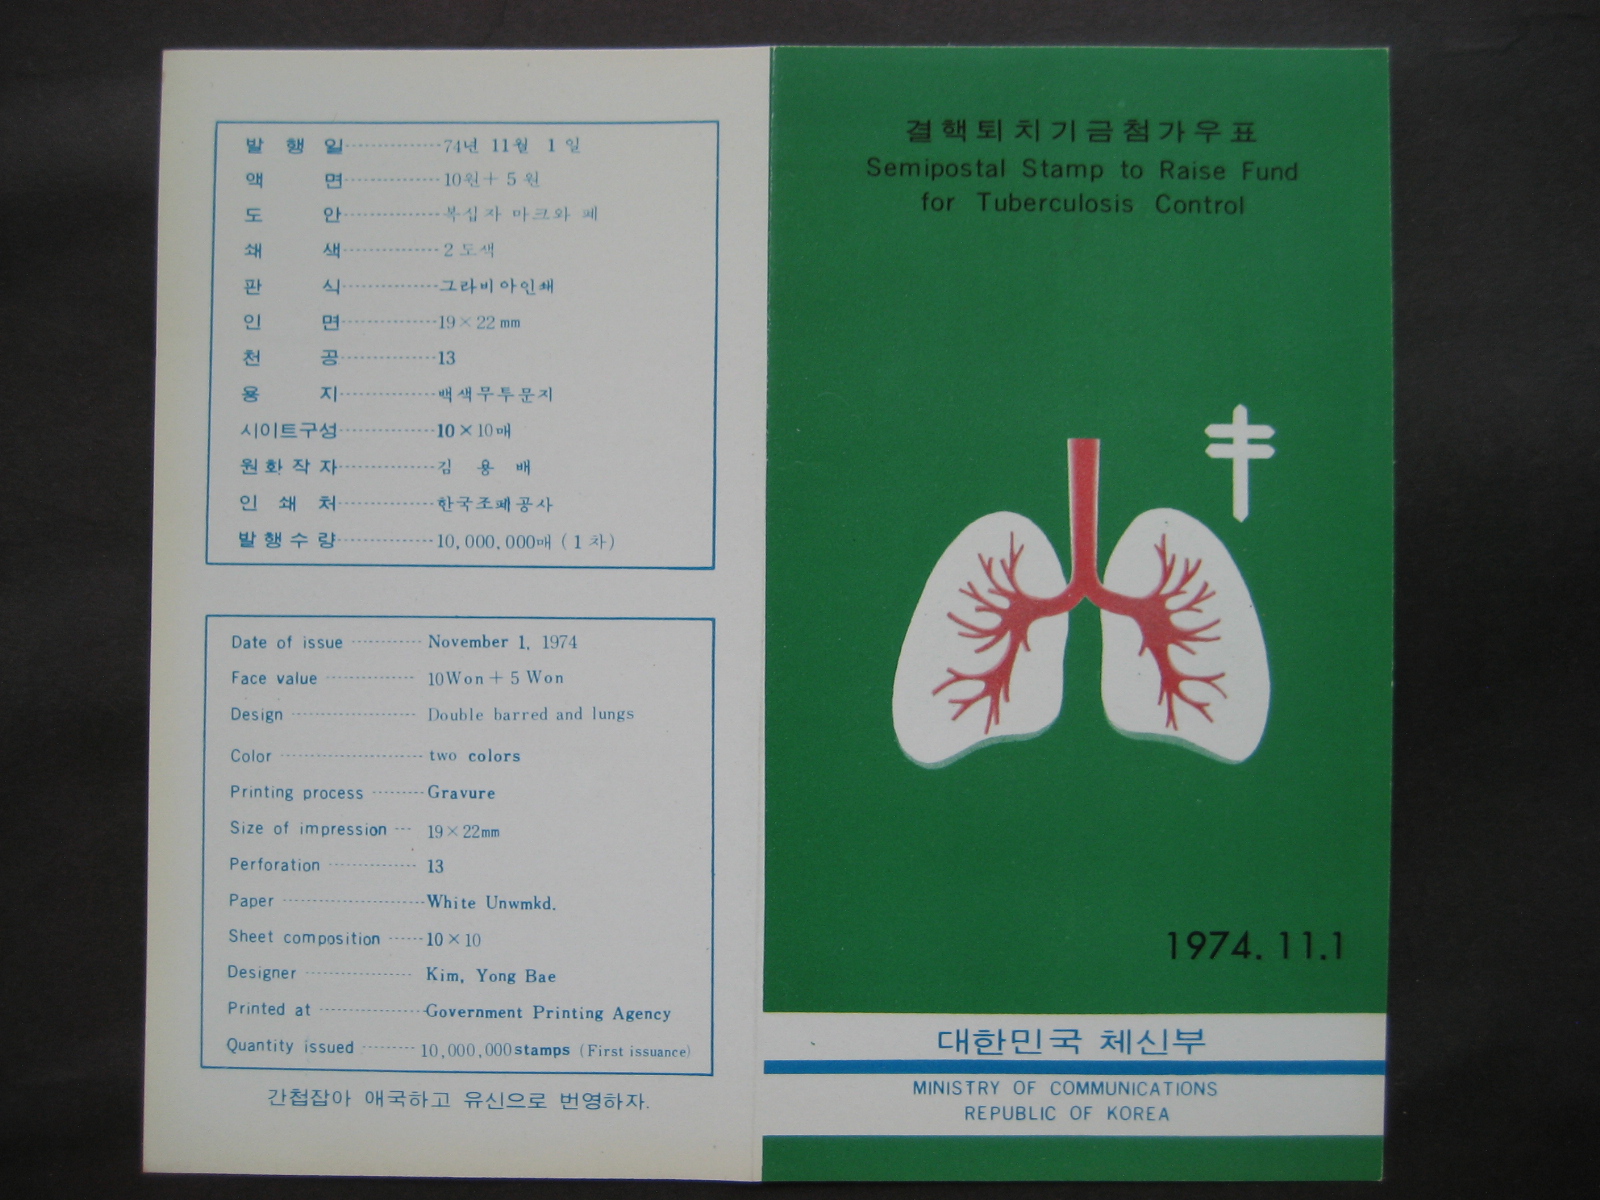 발 행 일 74년 11월 1 일
액 면 10원 + 5 원
도 안 복십자 마크와 폐
쇄 색 2 도색
판 식 그라비아인쇄
인 면 19×22 mm
천 공 13
용 지 백색무투문지
시이트구성 10×10매
원화작자 김 용 배
인 쇄 처 한국조폐공사
발행수량 10,000,000매 (1 차)
Date of issue November 1, 1974
Face value 10Won + 5 Won
Design Double barred and lungs
Color two colors
Printing process Gravure
Size of impression 19×22mm
Perforation 13
Paper White Unwmkd.
Sheet composition 10×10
Designer Kim, Yong Bae
Printed at Government Printing Agency
Quantity issued 10,000,000stamps (First issuance)
간첩잡아 애국하고 유신으로 번영하자.
결핵퇴치기금첨가우표
Semipostal Stamp to Raise Fund
for Tuberculosis Control
1974. 11.1
대한민국 체신부
MINISTRY OF COMMUNICATIONS
REPUBLIC OF KOREA